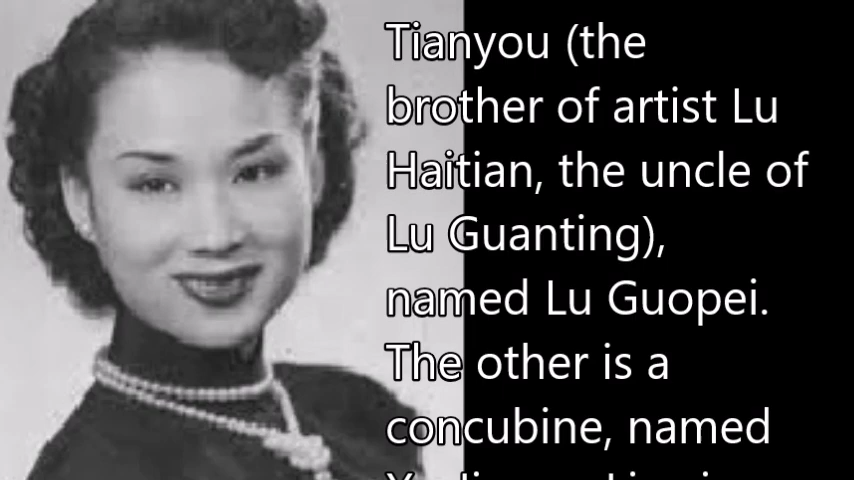 Tianyou (the
brother of artist Lu
Haitian, the uncle of
Lu Guanting),
named Lu Guopei.
The other is a
concubine, named